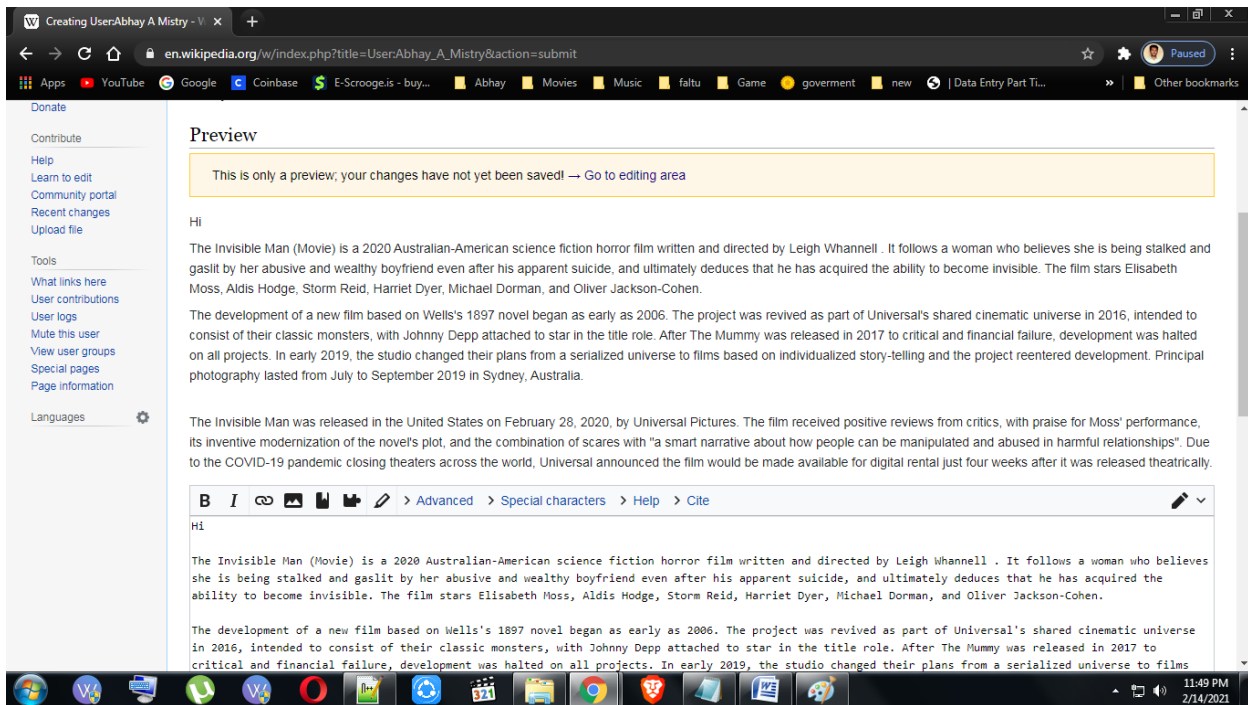 Creating User:Abhay A Mistry - W
en.wikipedia.org/w/index.php?title=User:Abhay_A_Mistry&action=submit
Paused
Apps YouTube Google Coinbase E-Scrooge.is - buy... Abhay Movies Music faltu Game goverment new | Data Entry Part Ti... » Other bookmarks
Donate
Contribute
Help
Learn to edit
Community portal
Recent changes
Upload file
Tools
What links here
User contributions
User logs
Mute this user
View user groups
Special pages
Page information
Languages
Preview
This is only a preview; your changes have not yet been saved! → Go to editing area
Hi
The Invisible Man (Movie) is a 2020 Australian-American science fiction horror film written and directed by Leigh Whannell . It follows a woman who believes she is being stalked and
gaslit by her abusive and wealthy boyfriend even after his apparent suicide, and ultimately deduces that he has acquired the ability to become invisible. The film stars Elisabeth
Moss, Aldis Hodge, Storm Reid, Harriet Dyer, Michael Dorman, and Oliver Jackson-Cohen.
The development of a new film based on Wells's 1897 novel began as early as 2006. The project was revived as part of Universal's shared cinematic universe in 2016, intended to
consist of their classic monsters, with Johnny Depp attached to star in the title role. After The Mummy was released in 2017 to critical and financial failure, development was halted
on all projects. In early 2019, the studio changed their plans from a serialized universe to films based on individualized story-telling and the project reentered development. Principal
photography lasted from July to September 2019 in Sydney, Australia.
The Invisible Man was released in the United States on February 28, 2020, by Universal Pictures. The film received positive reviews from critics, with praise for Moss' performance,
its inventive modernization of the novel's plot, and the combination of scares with "a smart narrative about how people can be manipulated and abused in harmful relationships". Due
to the COVID-19 pandemic closing theaters across the world, Universal announced the film would be made available for digital rental just four weeks after it was released theatrically.
B I > Advanced > Special characters > Help > Cite
Hi
The Invisible Man (Movie) is a 2020 Australian-American science fiction horror film written and directed by Leigh Whannell . It follows a woman who believes
she is being stalked and gaslit by her abusive and wealthy boyfriend even after his apparent suicide, and ultimately deduces that he has acquired the
ability to become invisible. The film stars Elisabeth Moss, Aldis Hodge, Storm Reid, Harriet Dyer, Michael Dorman, and Oliver Jackson-Cohen.
The development of a new film based on Wells's 1897 novel began as early as 2006. The project was revived as part of Universal's shared cinematic universe
in 2016, intended to consist of their classic monsters, with Johnny Depp attached to star in the title role. After The Mummy was released in 2017 to
critical and financial failure, development was halted on all projects. In early 2019, the studio changed their plans from a serialized universe to films
321
11:49 PM
2/14/2021